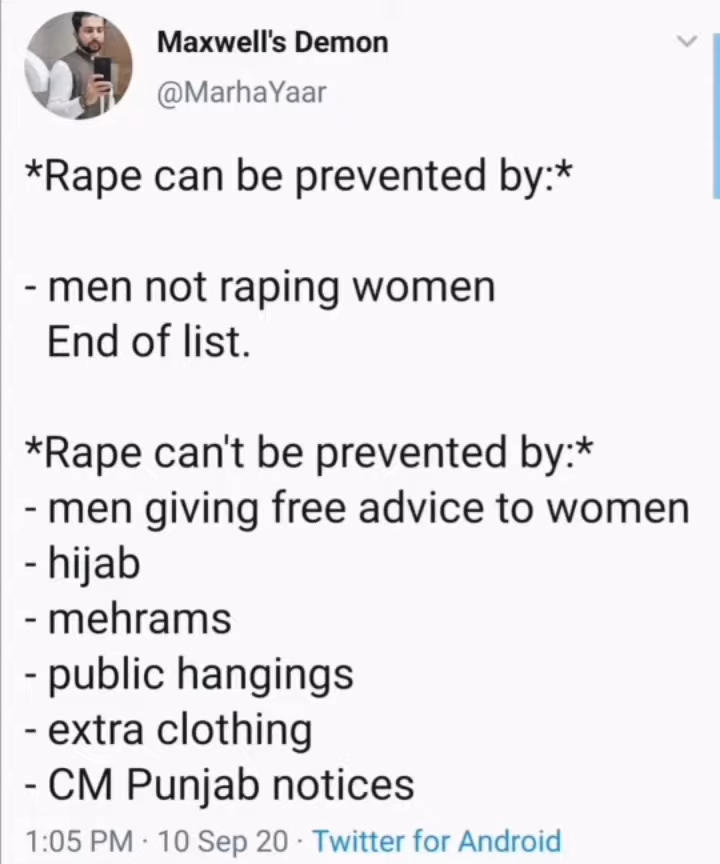 Maxwell's Demon
@MarhaYaar
*Rape can be prevented by:*
- men not raping women
End of list.
*Rape can't be prevented by:*
- men giving free advice to women
- hijab
- mehrams
- public hangings
- extra clothing
- CM Punjab notices
1:05 PM · 10 Sep 20 · Twitter for Android